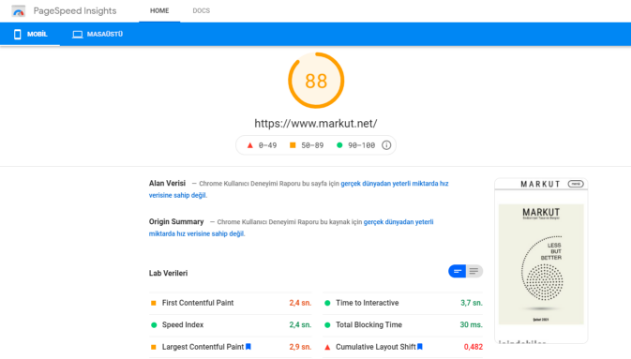 PageSpeed Insights
HOME
DOCS
MOBİL
MASAÜSTÜ
88
https://www.markut.net/
0–49
50–89
90–100
Alan Verisi — Chrome Kullanıcı Deneyimi Raporu bu sayfa için gerçek dünyadan yeterli miktarda hız
verisine sahip değil.
Origin Summary — Chrome Kullanıcı Deneyimi Raporu bu kaynak için gerçek dünyadan yeterli
miktarda hız verisine sahip değil.
MARKUT
MARKUT
LESS
BUT
BETTER
Lab Verileri
First Contentful Paint 2,4 sn.
Time to Interactive 3,7 sn.
Speed Index 2,4 sn.
Total Blocking Time 30 ms.
Largest Contentful Paint 2,9 sn.
Cumulative Layout Shift 0,482